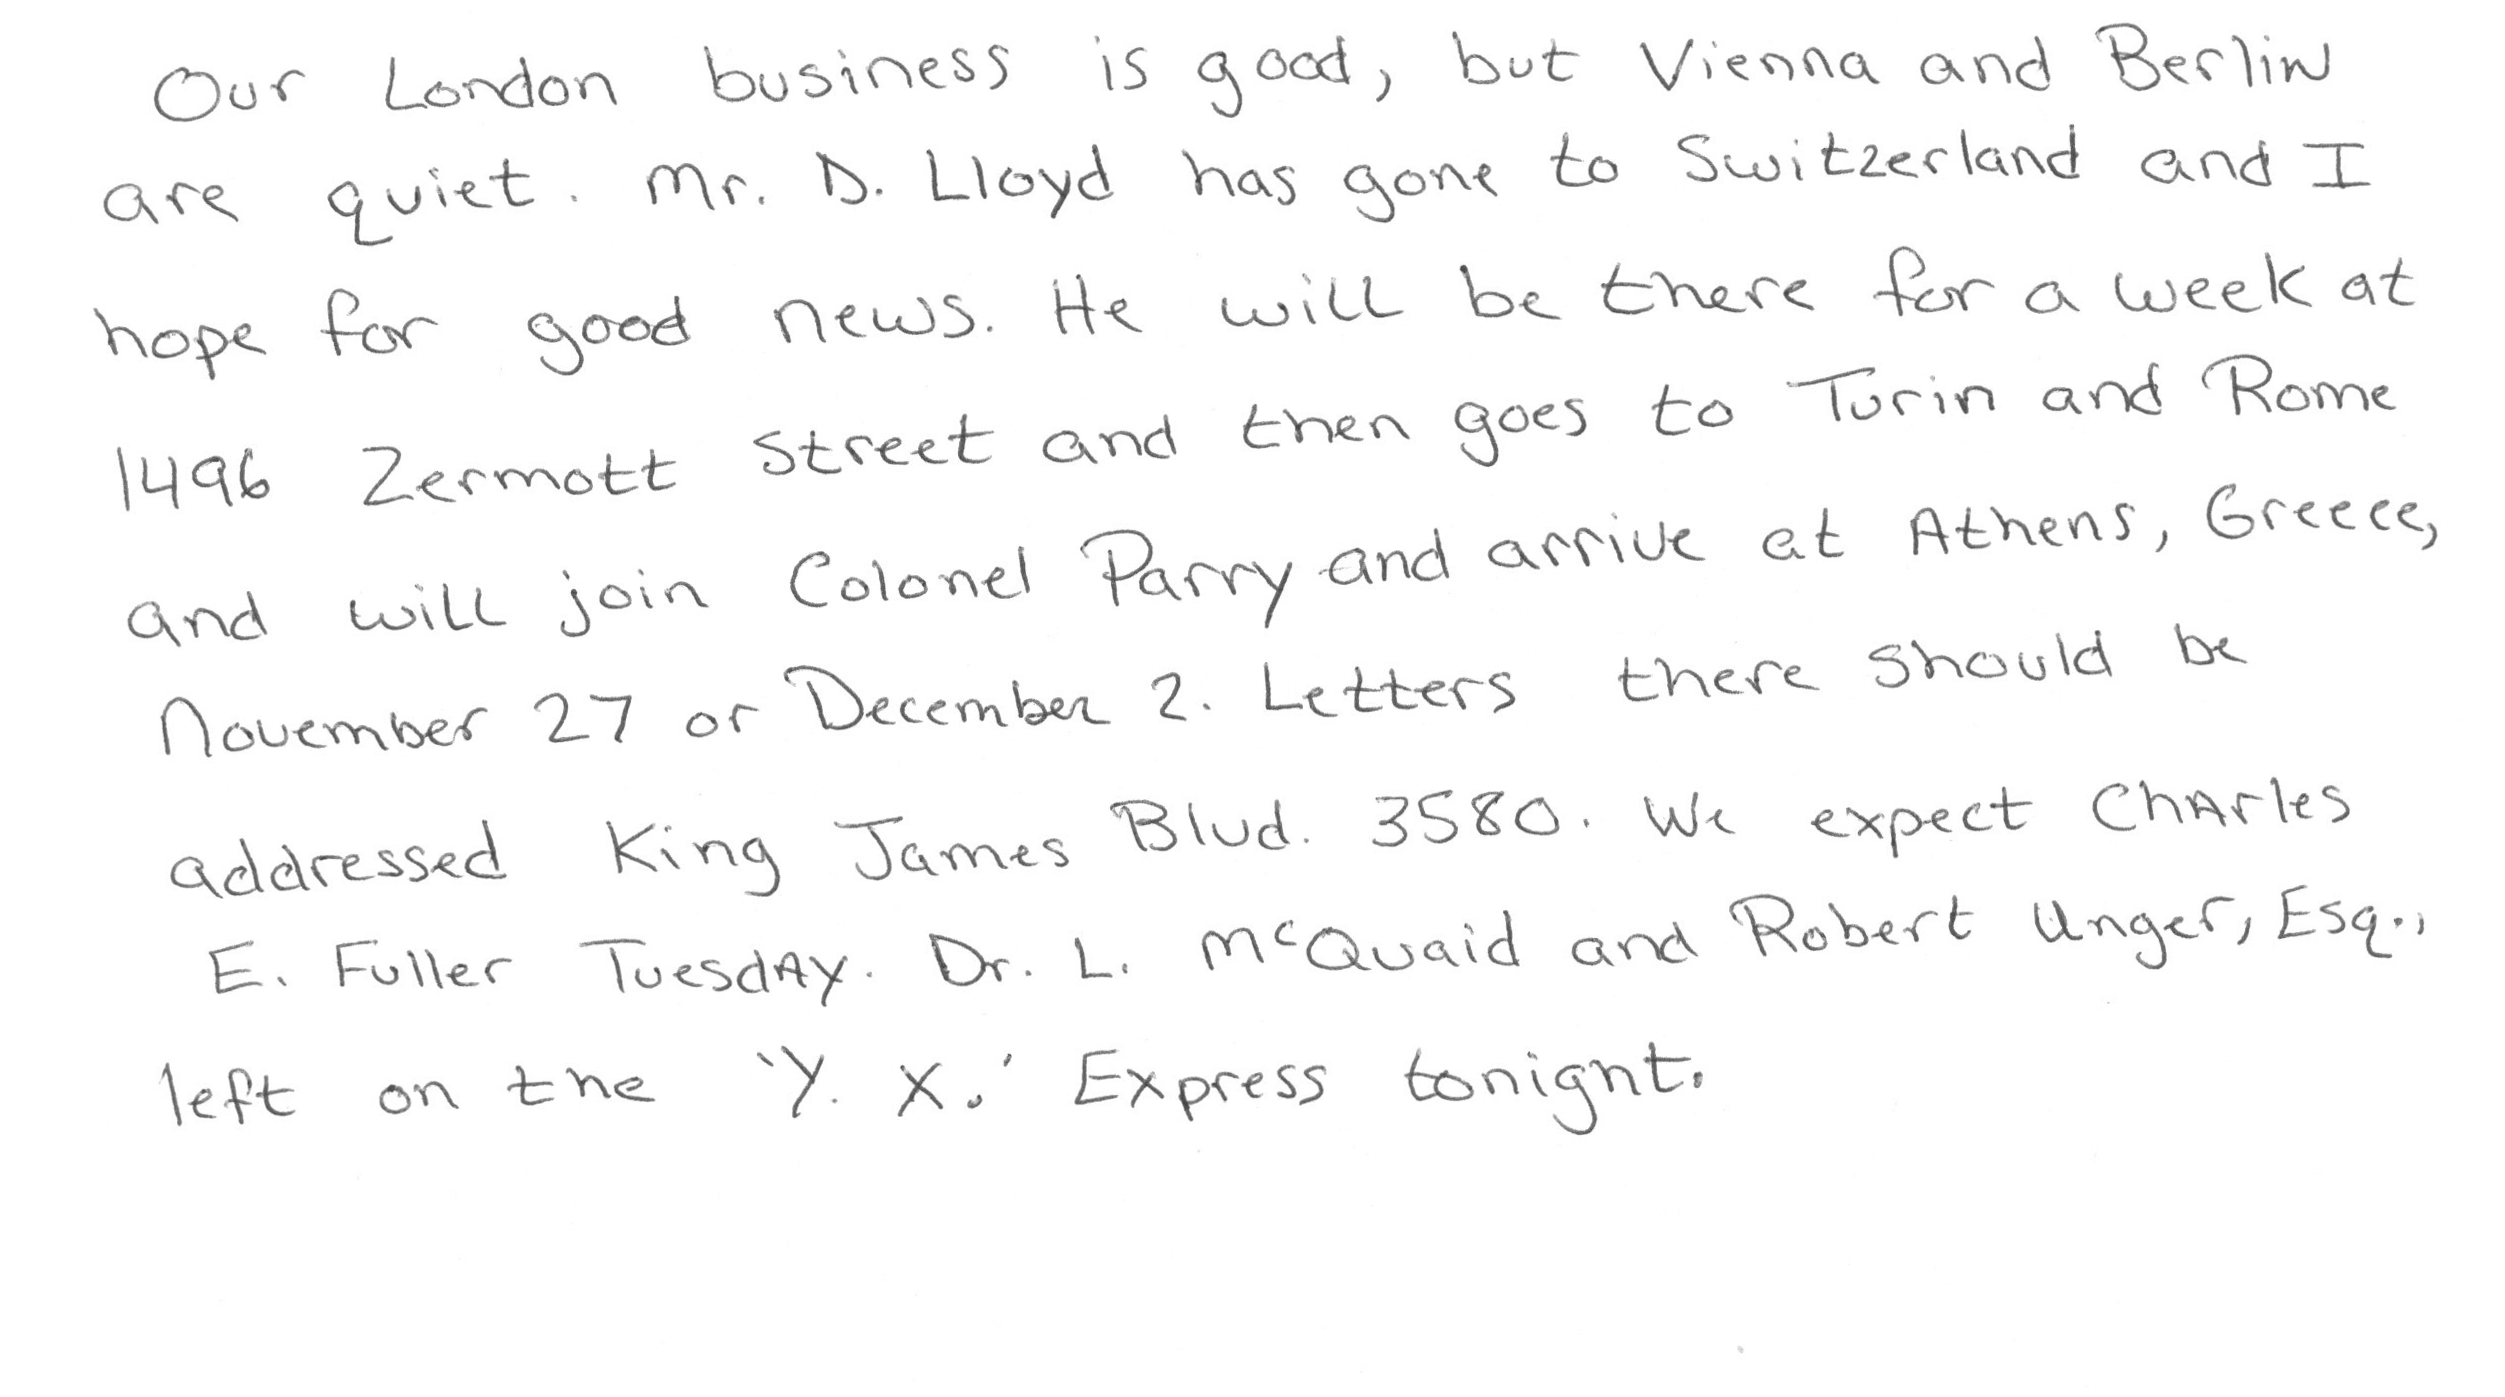 Our London business is good, but Vienna and Berlin
are quiet. Mr. D. Lloyd has gone to Switzerland and I
hope for good news. He will be there for a week at
1496 Zermott Street and then goes to Turin and Rome
and will join Colonel Parry and arrive at Athens, Greece,
November 27 or December 2. Letters there should be
addressed King James Blvd. 3580. We expect Charles
E. Fuller Tuesday. Dr. L. McQuaid and Robert Unger, Esq.,
left on the 'Y. X.' Express tonight.